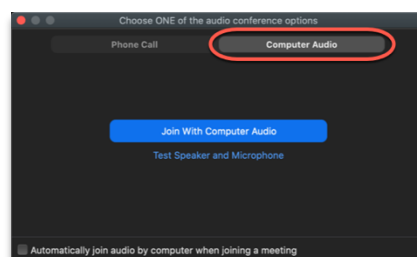 Choose ONE of the audio conference options
Phone Call
Computer Audio
Join With Computer Audio
Test Speaker and Microphone
Automatically join audio by computer when joining a meeting